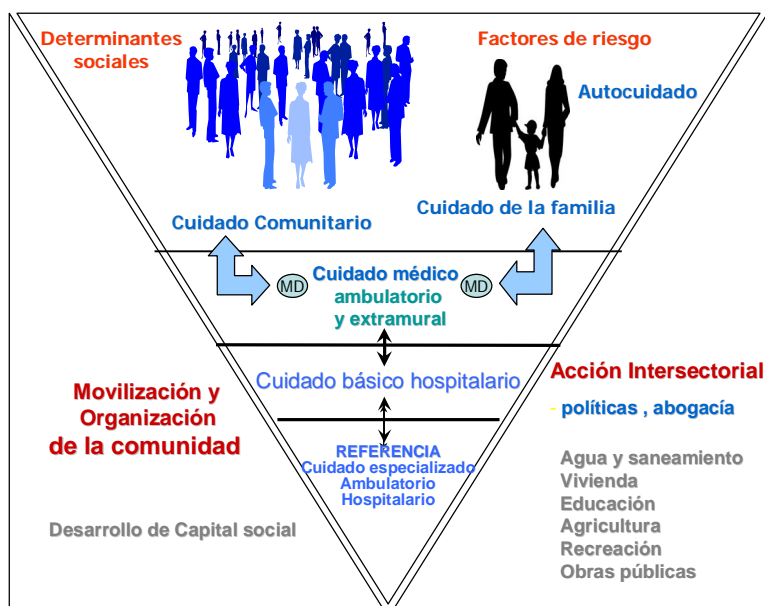 Determinantes
sociales
Factores de riesgo
Autocuidado
Cuidado Comunitario
Cuidado de la familia
MD
Cuidado médico
ambulatorio
y extramural
MD
Cuidado básico hospitalario
REFERENCIA
Cuidado especializado
Ambulatorio
Hospitalario
Movilización y
Organización
de la comunidad
Desarrollo de Capital social
Acción Intersectorial
- políticas , abogacía
Agua y saneamiento
Vivienda
Educación
Agricultura
Recreación
Obras públicas